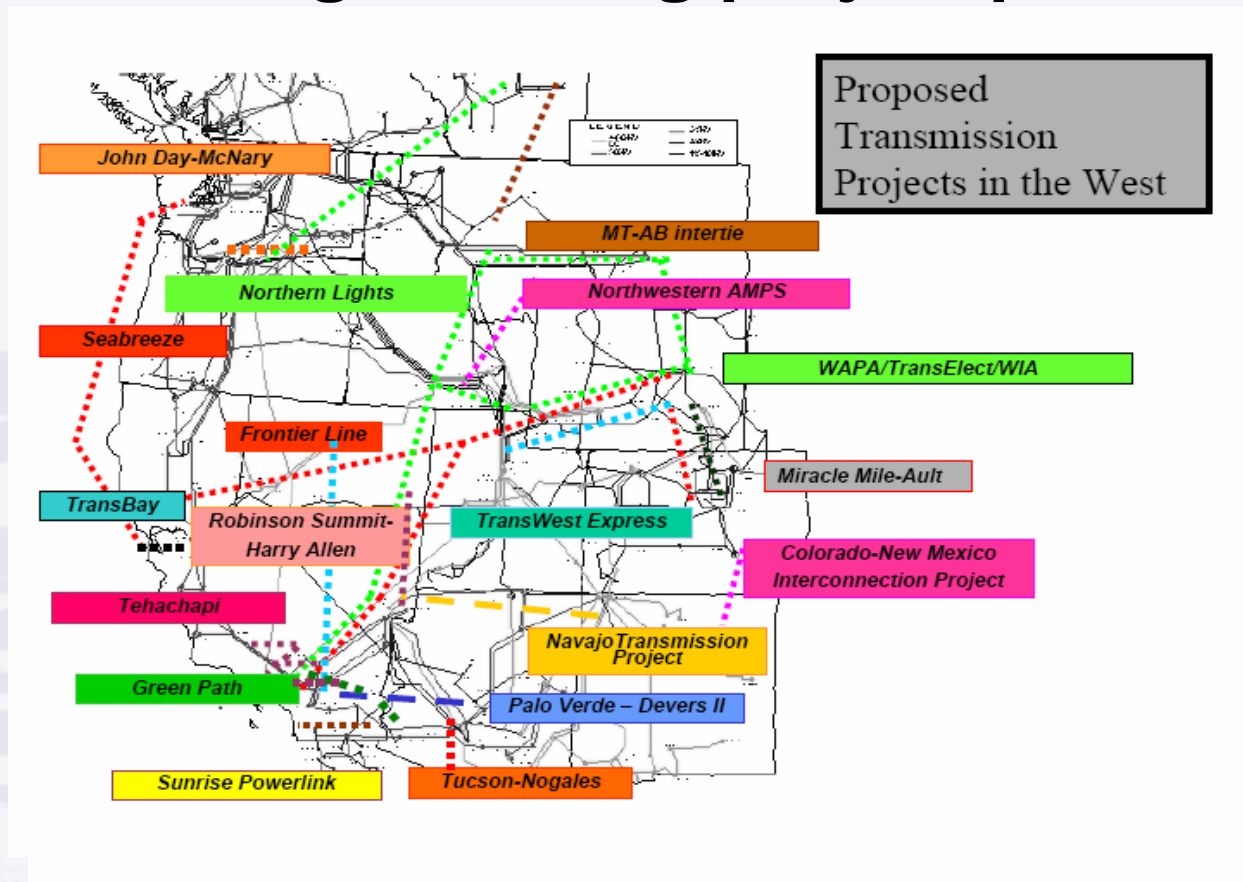 Proposed
Transmission
Projects in the West
LEGEND
John Day-McNary
MT-AB intertie
Northern Lights
Northwestern AMPS
Seabreeze
WAPA/TransElect/WIA
Frontier Line
Miracle Mile-Ault
TransBay
Robinson Summit-
Harry Allen
TransWest Express
Colorado-New Mexico
Interconnection Project
Tehachapi
NavajoTransmission
Project
Green Path
Palo Verde – Devers II
Sunrise Powerlink
Tucson-Nogales